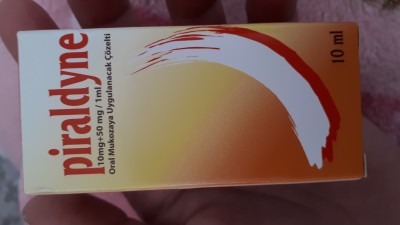 piraldyne
10mg+50 mg / 1ml
Oral Mukozaya Uygulanacak Çözelti
10 ml